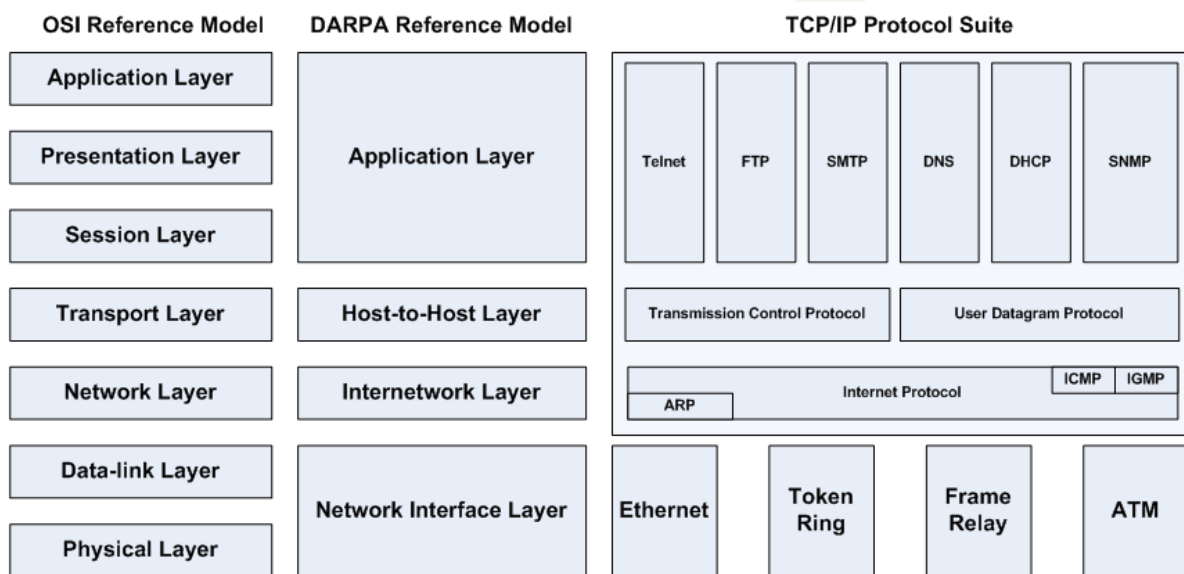 OSI Reference Model
DARPA Reference Model
TCP/IP Protocol Suite
Application Layer
Presentation Layer
Session Layer
Transport Layer
Network Layer
Data-link Layer
Physical Layer
Application Layer
Host-to-Host Layer
Internetwork Layer
Network Interface Layer
Telnet
FTP
SMTP
DNS
DHCP
SNMP
Transmission Control Protocol
User Datagram Protocol
Internet Protocol
ICMP
IGMP
ARP
Ethernet
Token
Ring
Frame
Relay
ATM